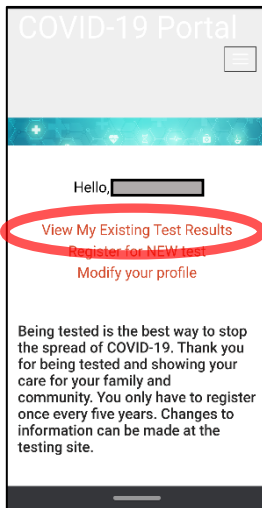 COVID-19 Portal
Hello,
View My Existing Test Results
Register for NEW test
Modify your profile
Being tested is the best way to stop
the spread of COVID-19. Thank you
for being tested and showing your
care for your family and
community. You only have to register
once every five years. Changes to
information can be made at the
testing site.